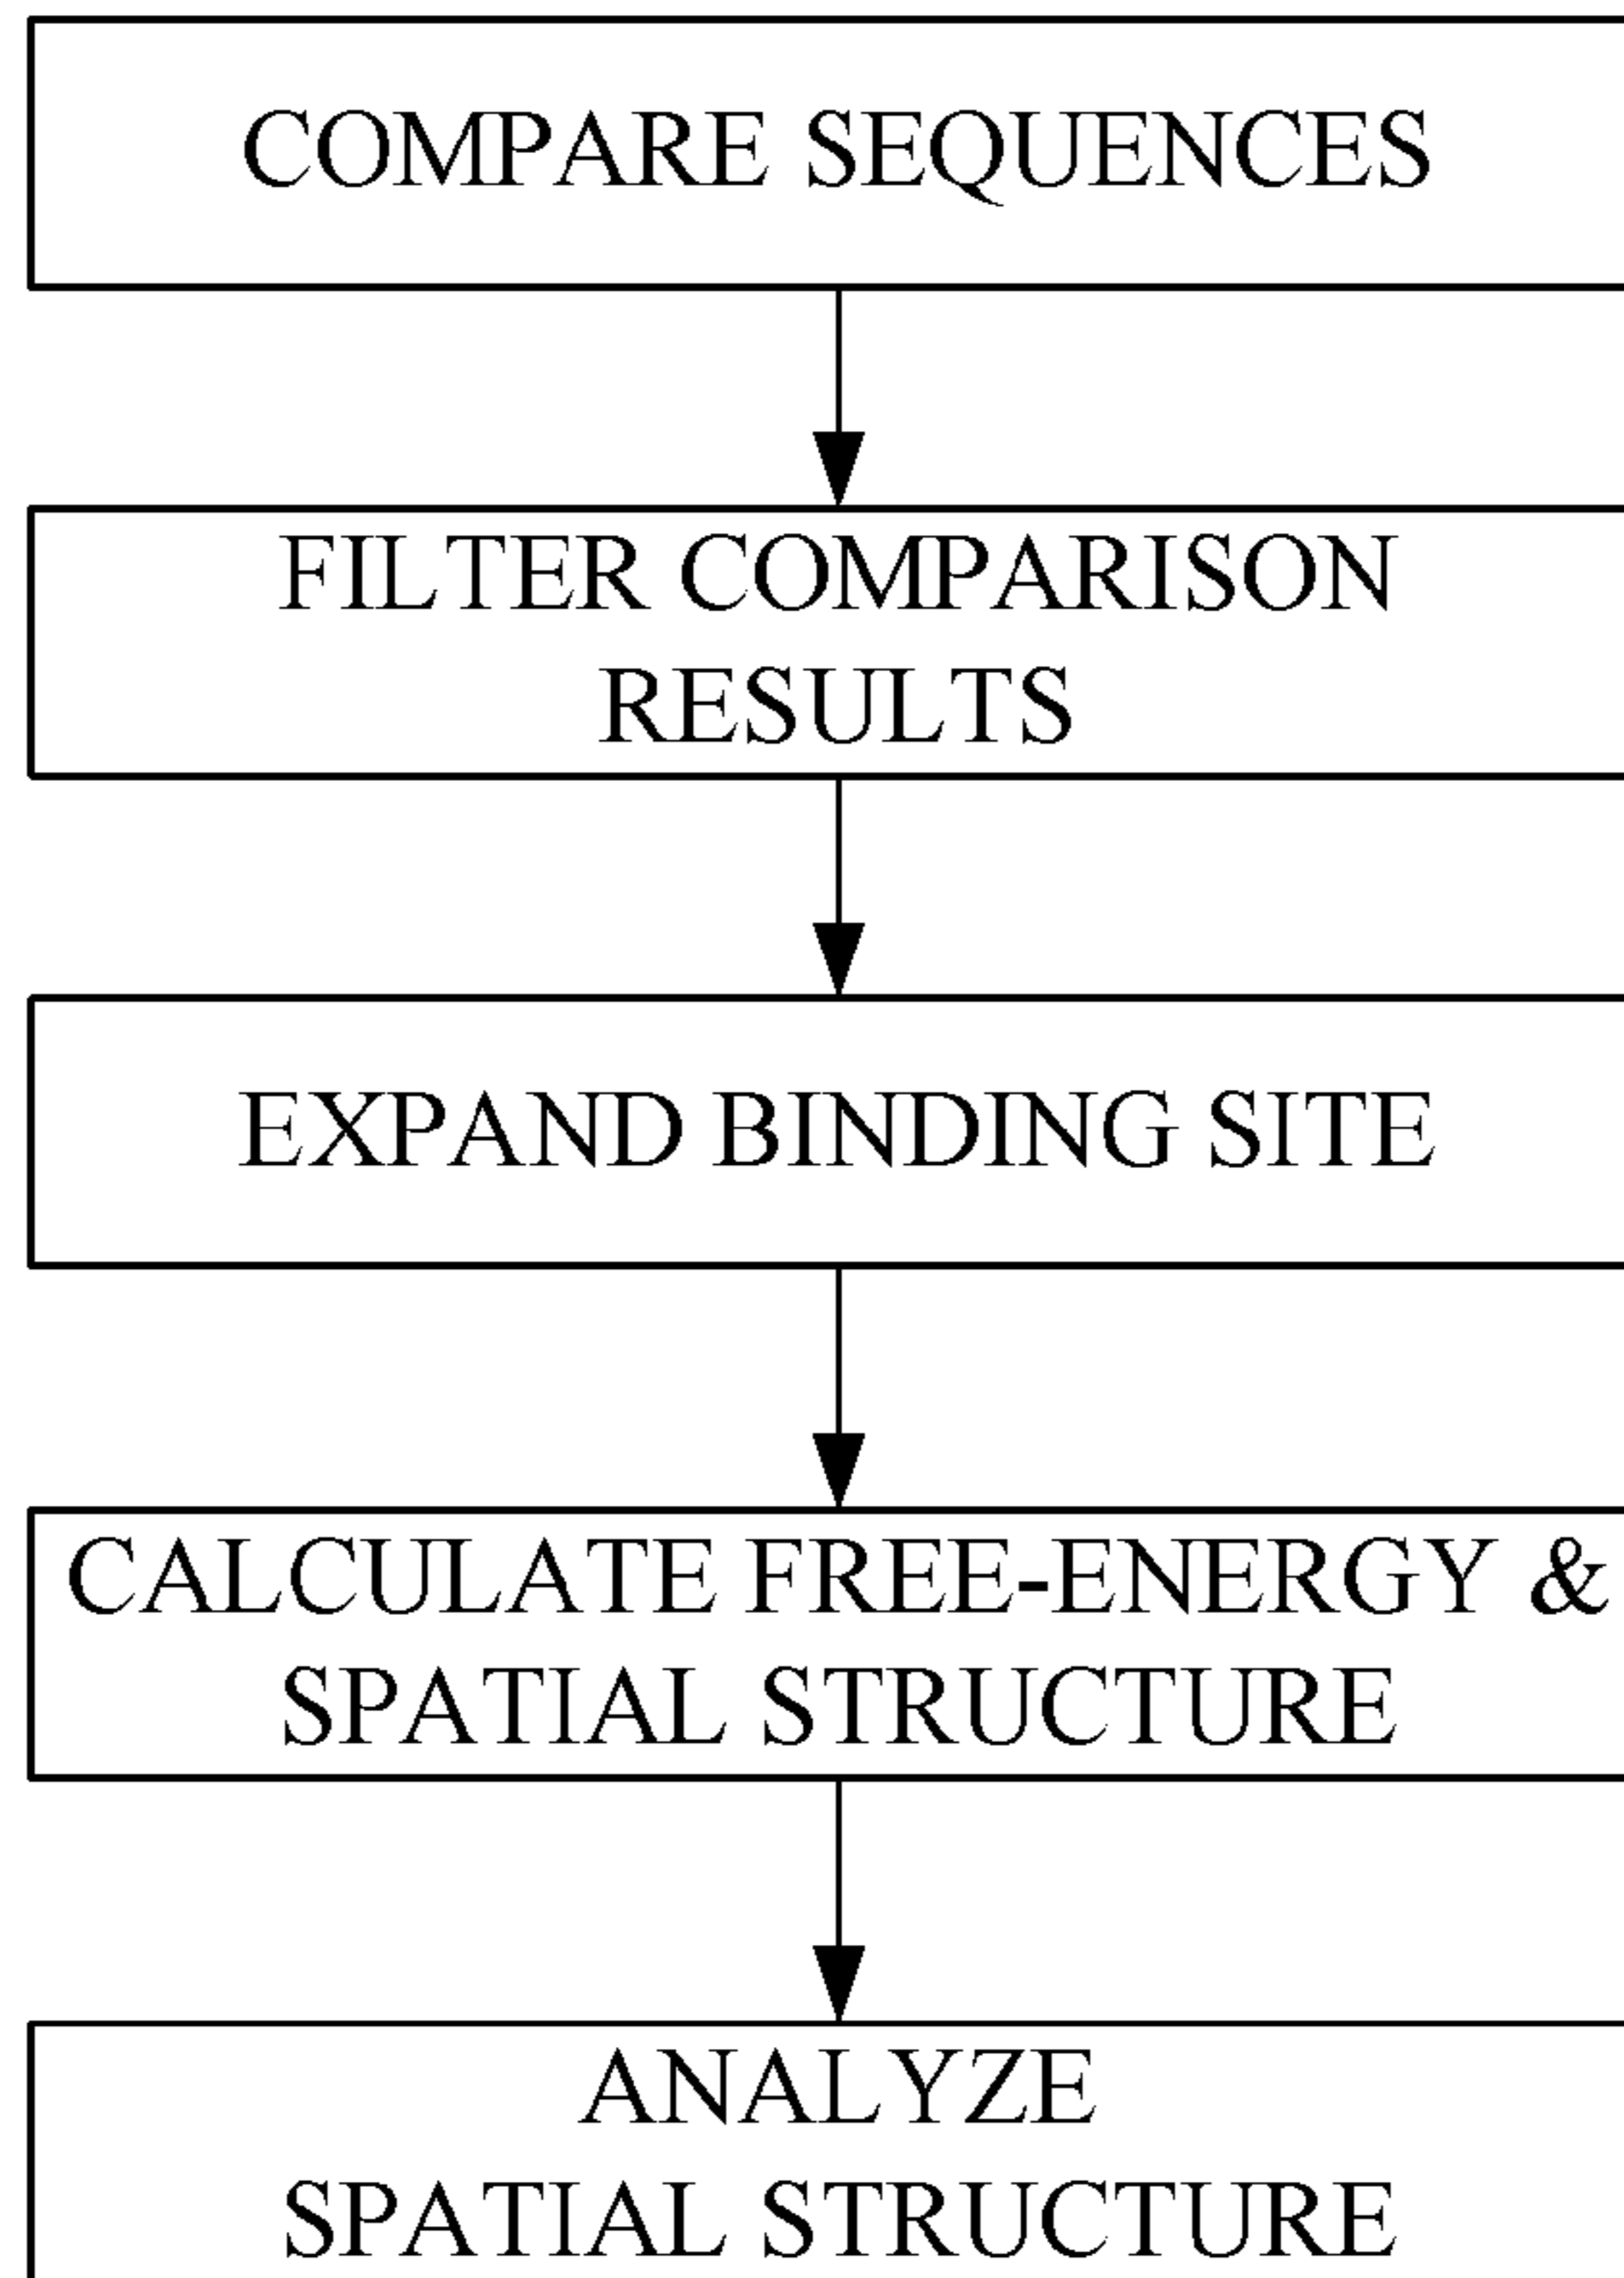 COMPARE SEQUENCES
FILTER COMPARISON
RESULTS
EXPAND BINDING SITE
CALCULATE FREE-ENERGY &
SPATIAL STRUCTURE
ANALYZE
SPATIAL STRUCTURE